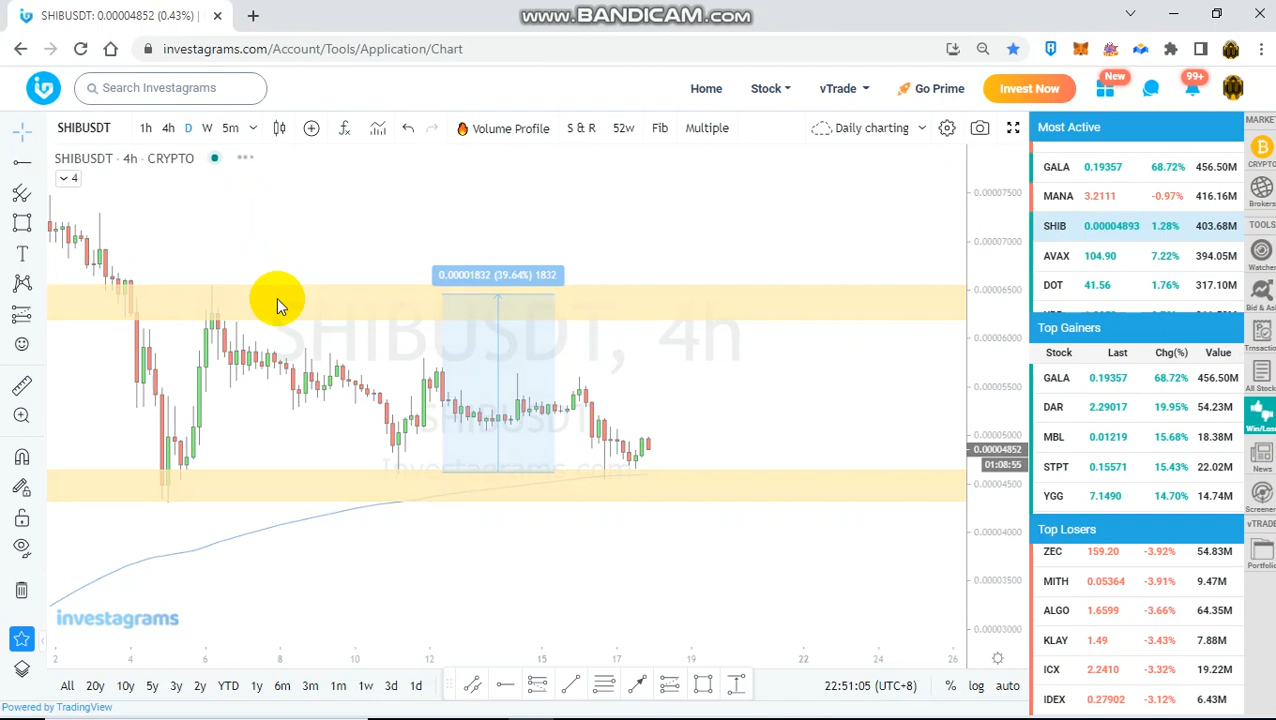 www.BANDICAM.com
SHIBUSDT: 0.00004852 (0.43%) |
investagrams.com/Account/Tools/Application/Chart
Search Investagrams
Home Stock vTrade Go Prime Invest Now New 99+
SHIBUSDT 1h 4h D W 5m Volume Profile S & R 52w Fib Multiple Daily charting
SHIBUSDT · 4h · CRYPTO
4
0.00001832 (39.64%) 1832
SHIBUSDT, 4h
SHIBUSDT
Investagrams.com
investagrams
0.00007500
0.00007000
0.00006500
0.00006000
0.00005500
0.00005000
0.00004852
01:08:55
0.00004500
0.00004000
0.00003500
0.00003000
2 4 6 8 10 12 15 17 19 22 24 26
All 20y 10y 5y 3y 2y YTD 1y 6m 3m 1m 1w 3d 1d
22:51:05 (UTC+8) % log auto
Powered by TradingView
Most Active
GALA 0.19357 68.72% 456.50M
MANA 3.2111 -0.97% 416.16M
SHIB 0.00004893 1.28% 403.68M
AVAX 104.90 7.22% 394.05M
DOT 41.56 1.76% 317.10M
Top Gainers
Stock Last Chg(%) Value
GALA 0.19357 68.72% 456.50M
DAR 2.29017 19.95% 54.23M
MBL 0.01219 15.68% 18.38M
STPT 0.15571 15.43% 22.02M
YGG 7.1490 14.70% 14.74M
Top Losers
ZEC 159.20 -3.92% 54.83M
MITH 0.05364 -3.91% 9.47M
ALGO 1.6599 -3.66% 64.35M
KLAY 1.49 -3.43% 7.88M
ICX 2.2410 -3.32% 19.22M
IDEX 0.27902 -3.12% 6.43M
MARKET
CRYPTO
Brokers
TOOLS
Watcher
Bid & As
All Stock
Win/Los
News
Screener
vTRADE
Portfolio